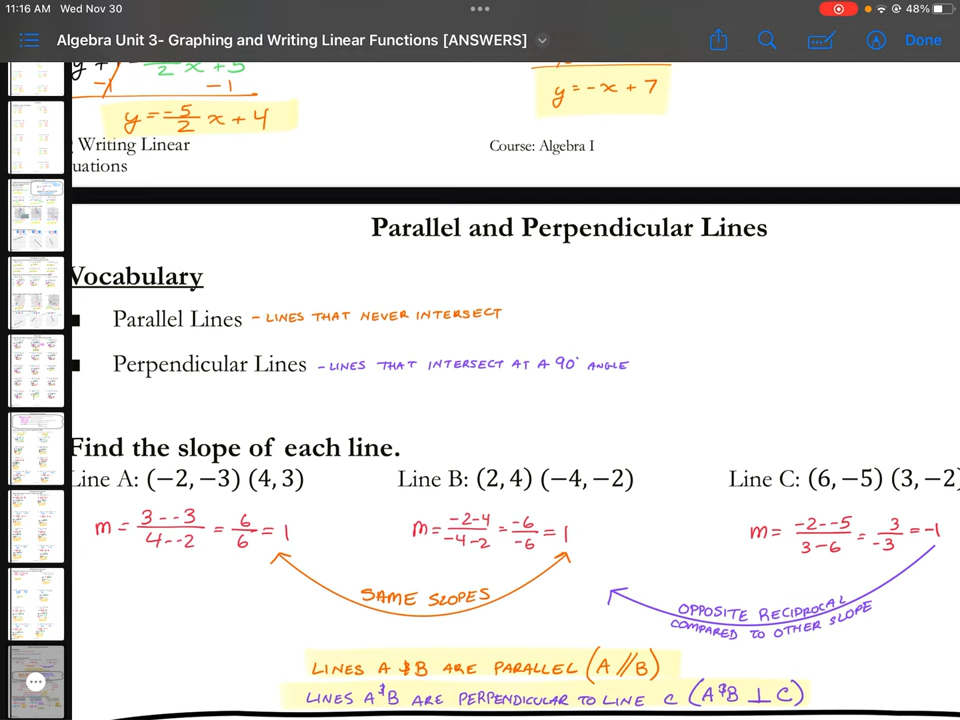 11:16 AM Wed Nov 30
48%
Algebra Unit 3- Graphing and Writing Linear Functions [ANSWERS]
Done
2 x + 5
-1 -1
y = -5/2 x + 4
y = -x + 7
Writing Linear
uations
Course: Algebra I
Parallel and Perpendicular Lines
Vocabulary
■ Parallel Lines - LINES THAT NEVER INTERSECT
■ Perpendicular Lines - LINES THAT INTERSECT AT A 90° ANGLE
Find the slope of each line.
Line A: (−2, −3) (4, 3) Line B: (2, 4) (−4, −2) Line C: (6, −5) (3, −2)
m = 3--3/4--2 = 6/6 = 1 m = -2-4/-4-2 = -6/-6 = 1 m = -2--5/3-6 = 3/-3 = -1
SAME SLOPES
OPPOSITE RECIPROCAL
COMPARED TO OTHER SLOPE
LINES A & B ARE PARALLEL (A // B)
LINES A & B ARE PERPENDICULAR TO LINE C (A & B ⊥ C)